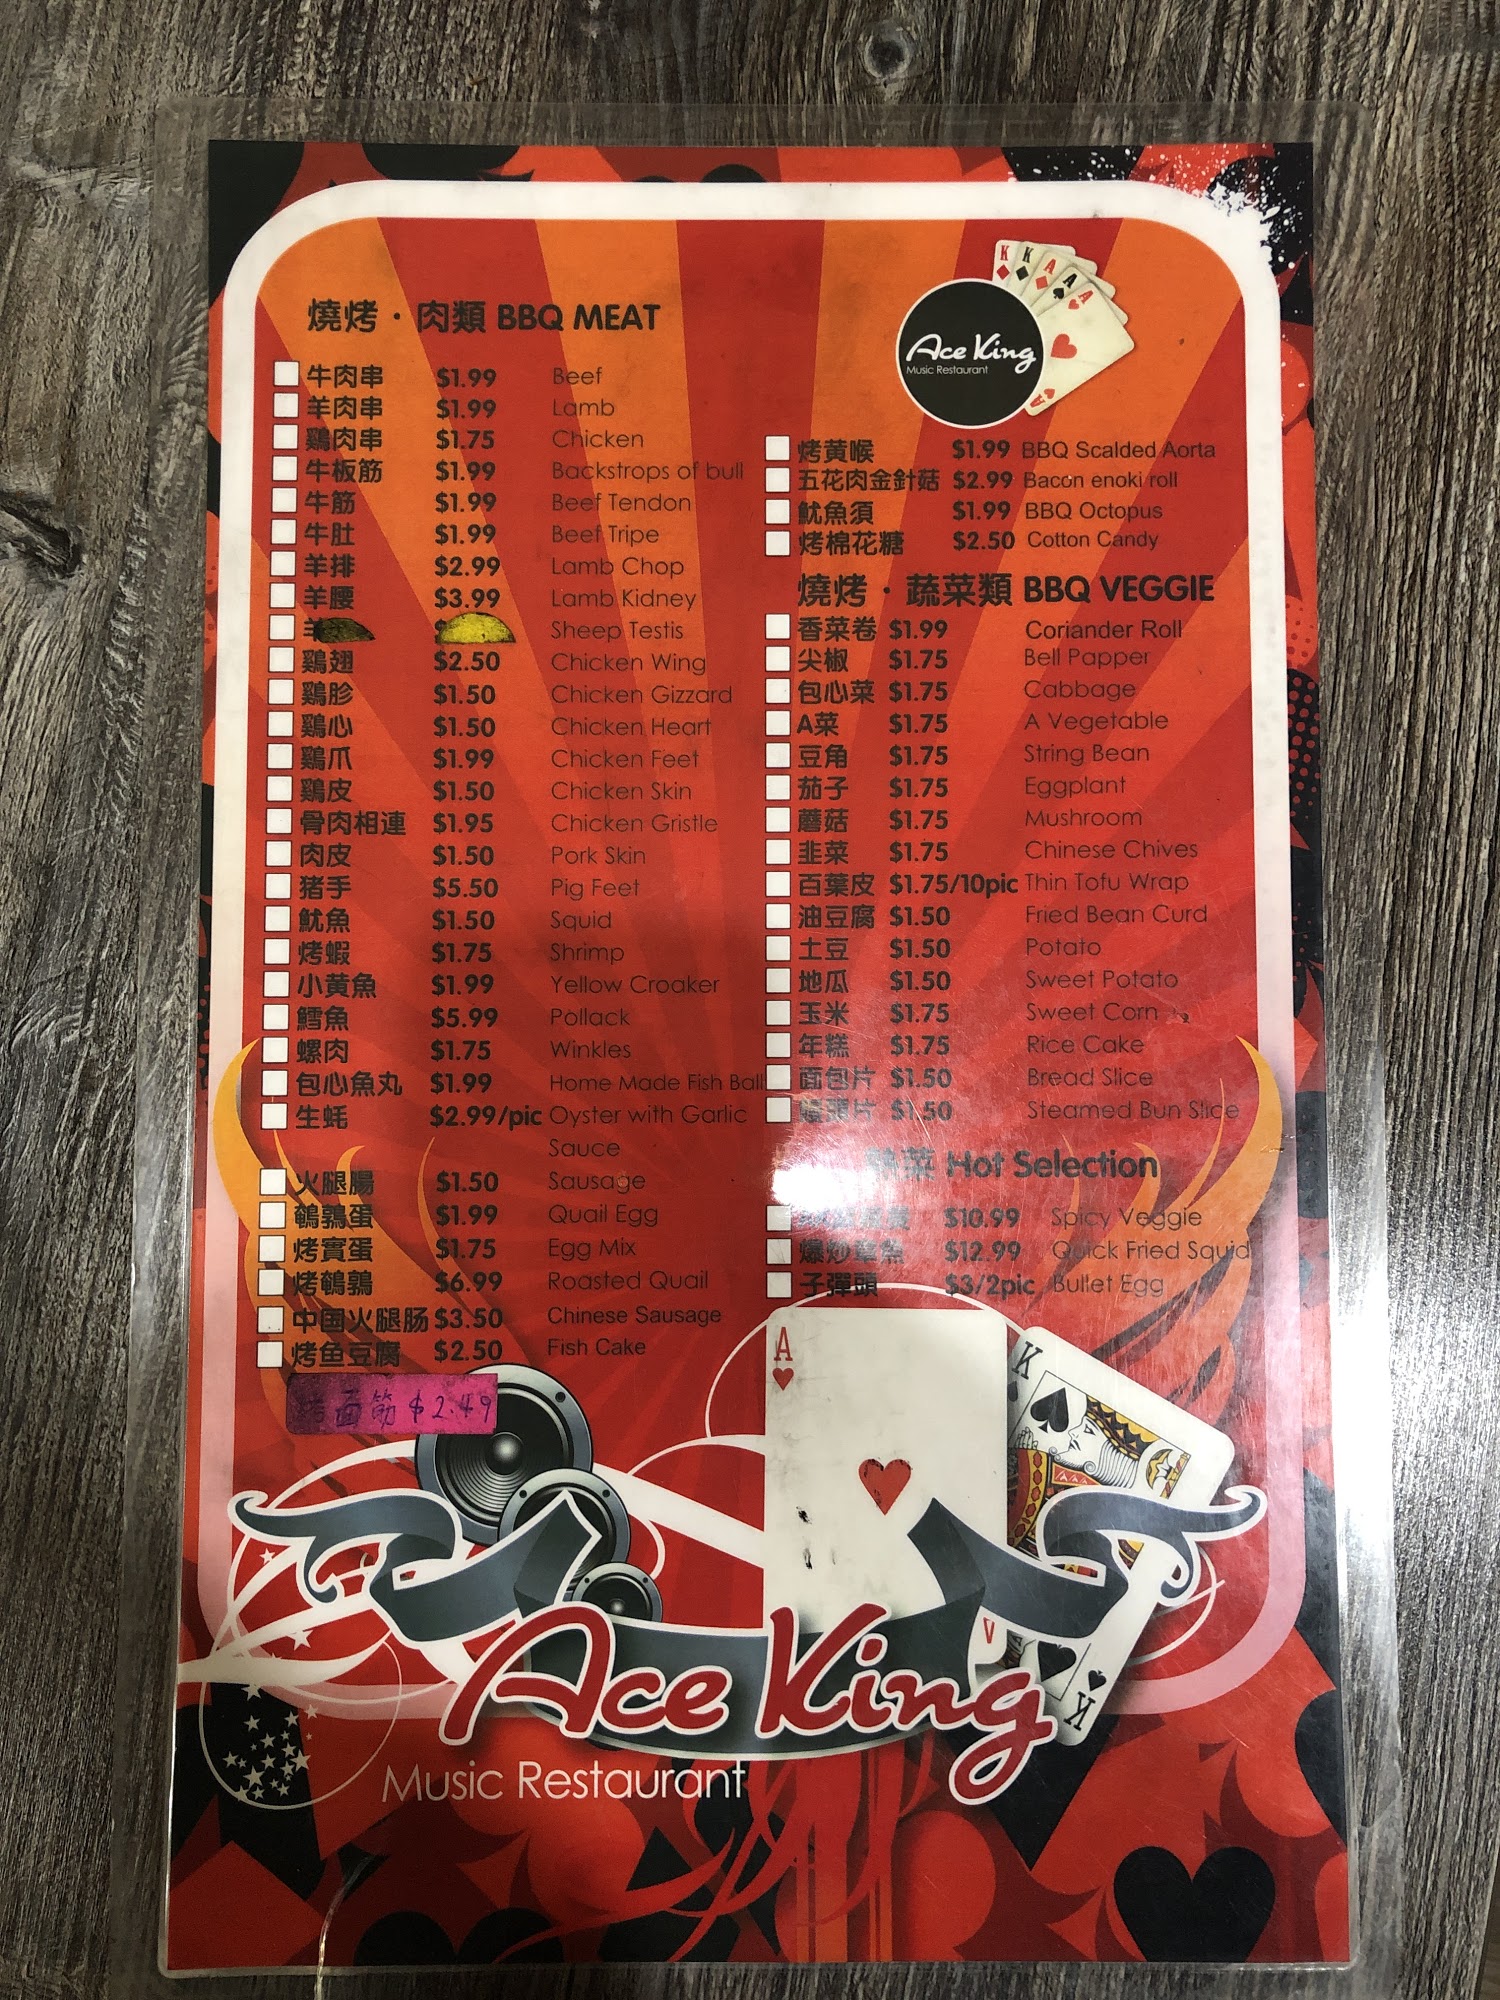 燒烤·肉類 BBQ MEAT
牛肉串 $1.99 Beef
羊肉串 $1.99 Lamb
鷄肉串 $1.75 Chicken
牛板筋 $1.99 Backstrops of bull
牛筋 $1.99 Beef Tendon
牛肚 $1.99 Beef Tripe
羊排 $2.99 Lamb Chop
羊腰 $3.99 Lamb Kidney
Sheep Testis
鷄翅 $2.50 Chicken Wing
鷄胗 $1.50 Chicken Gizzard
鷄心 $1.50 Chicken Heart
鷄爪 $1.99 Chicken Feet
鷄皮 $1.50 Chicken Skin
骨肉相連 $1.95 Chicken Gristle
肉皮 $1.50 Pork Skin
猪手 $5.50 Pig Feet
魷魚 $1.50 Squid
烤蝦 $1.75 Shrimp
小黄魚 $1.99 Yellow Croaker
鱈魚 $5.99 Pollack
螺肉 $1.75 Winkles
包心魚丸 $1.99 Home Made Fish Ball
生蚝 $2.99/pic Oyster with Garlic
Sauce
火腿腸 $1.50 Sausage
鵪鶉蛋 $1.99 Quail Egg
烤實蛋 $1.75 Egg Mix
烤鵪鶉 $6.99 Roasted Quail
中国火腿肠 $3.50 Chinese Sausage
烤鱼豆腐 $2.50 Fish Cake
烤面筋 $2.49
K K A A A
A
Ace King
Music Restaurant
烤黄喉 $1.99 BBQ Scalded Aorta
五花肉金針菇 $2.99 Bacon enoki roll
魷魚須 $1.99 BBQ Octopus
烤棉花糖 $2.50 Cotton Candy
燒烤·蔬菜類 BBQ VEGGIE
香菜卷 $1.99 Coriander Roll
尖椒 $1.75 Bell Papper
包心菜 $1.75 Cabbage
A菜 $1.75 A Vegetable
豆角 $1.75 String Bean
茄子 $1.75 Eggplant
蘑菇 $1.75 Mushroom
韭菜 $1.75 Chinese Chives
百葉皮 $1.75/10pic Thin Tofu Wrap
油豆腐 $1.50 Fried Bean Curd
土豆 $1.50 Potato
地瓜 $1.50 Sweet Potato
玉米 $1.75 Sweet Corn
年糕 $1.75 Rice Cake
面包片 $1.50 Bread Slice
饅頭片 $1.50 Steamed Bun Slice
熱菜 Hot Selection
$10.99 Spicy Veggie
爆炒章魚 $12.99 Quick Fried Squid
子彈頭 $3/2pic Bullet Egg
A K
A K
Ace King
Music Restaurant